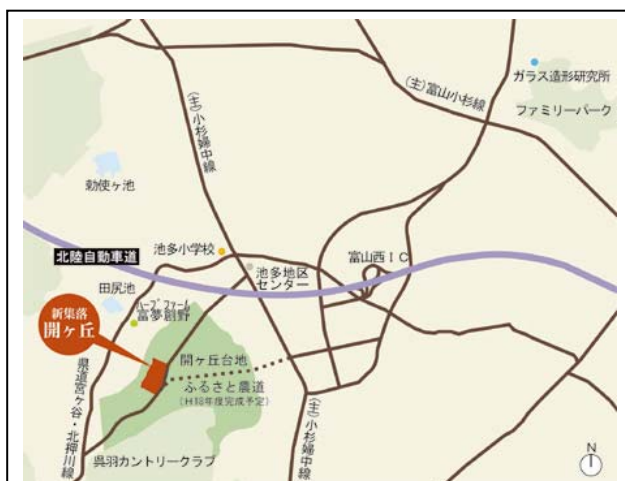 ガラス造形研究所
(主)富山小杉線
ファミリーパーク
(主)小杉婦中線
勅使ヶ池
北陸自動車道
池多小学校
富山西IC
池多地区
センター
田尻池
ハーブファーム
富夢創野
新集落
開ヶ丘
開ヶ丘台地
ふるさと農道
(H18年度完成予定)
県道宮ヶ谷・北押川線
(主)小杉婦中線
呉羽カントリークラブ
N